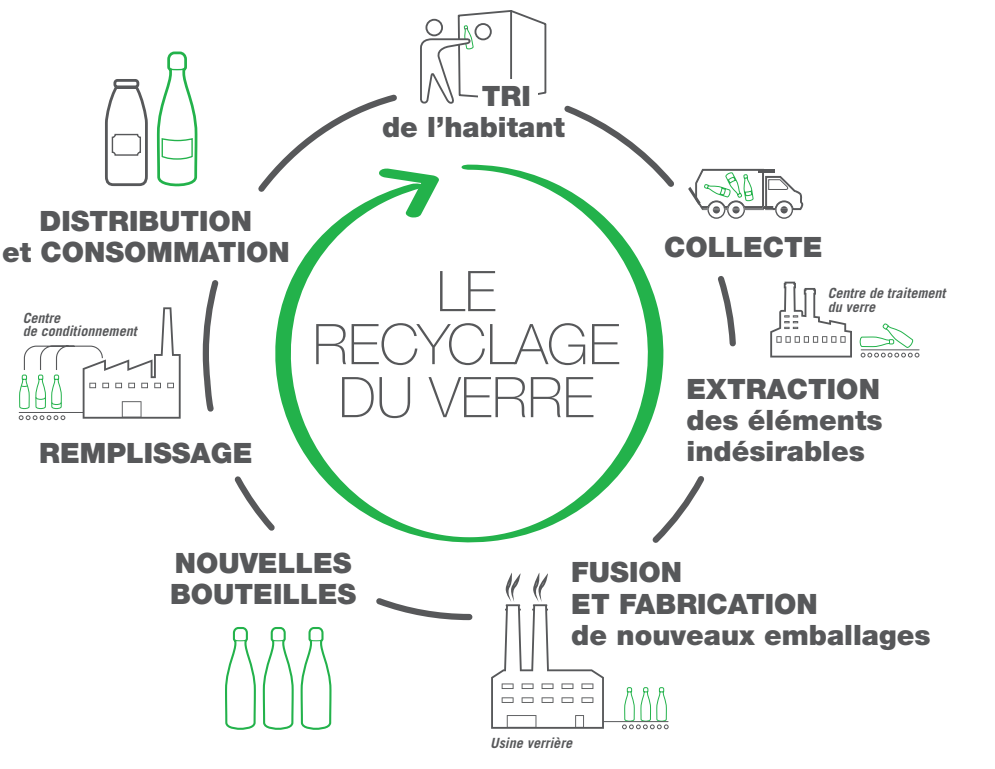 TRI
de l'habitant
COLLECTE
Centre de traitement
du verre
EXTRACTION
des éléments
indésirables
FUSION
ET FABRICATION
de nouveaux emballages
Usine verrière
NOUVELLES
BOUTEILLES
Centre
de conditionnement
REMPLISSAGE
DISTRIBUTION
et CONSOMMATION
LE
RECYCLAGE
DU VERRE